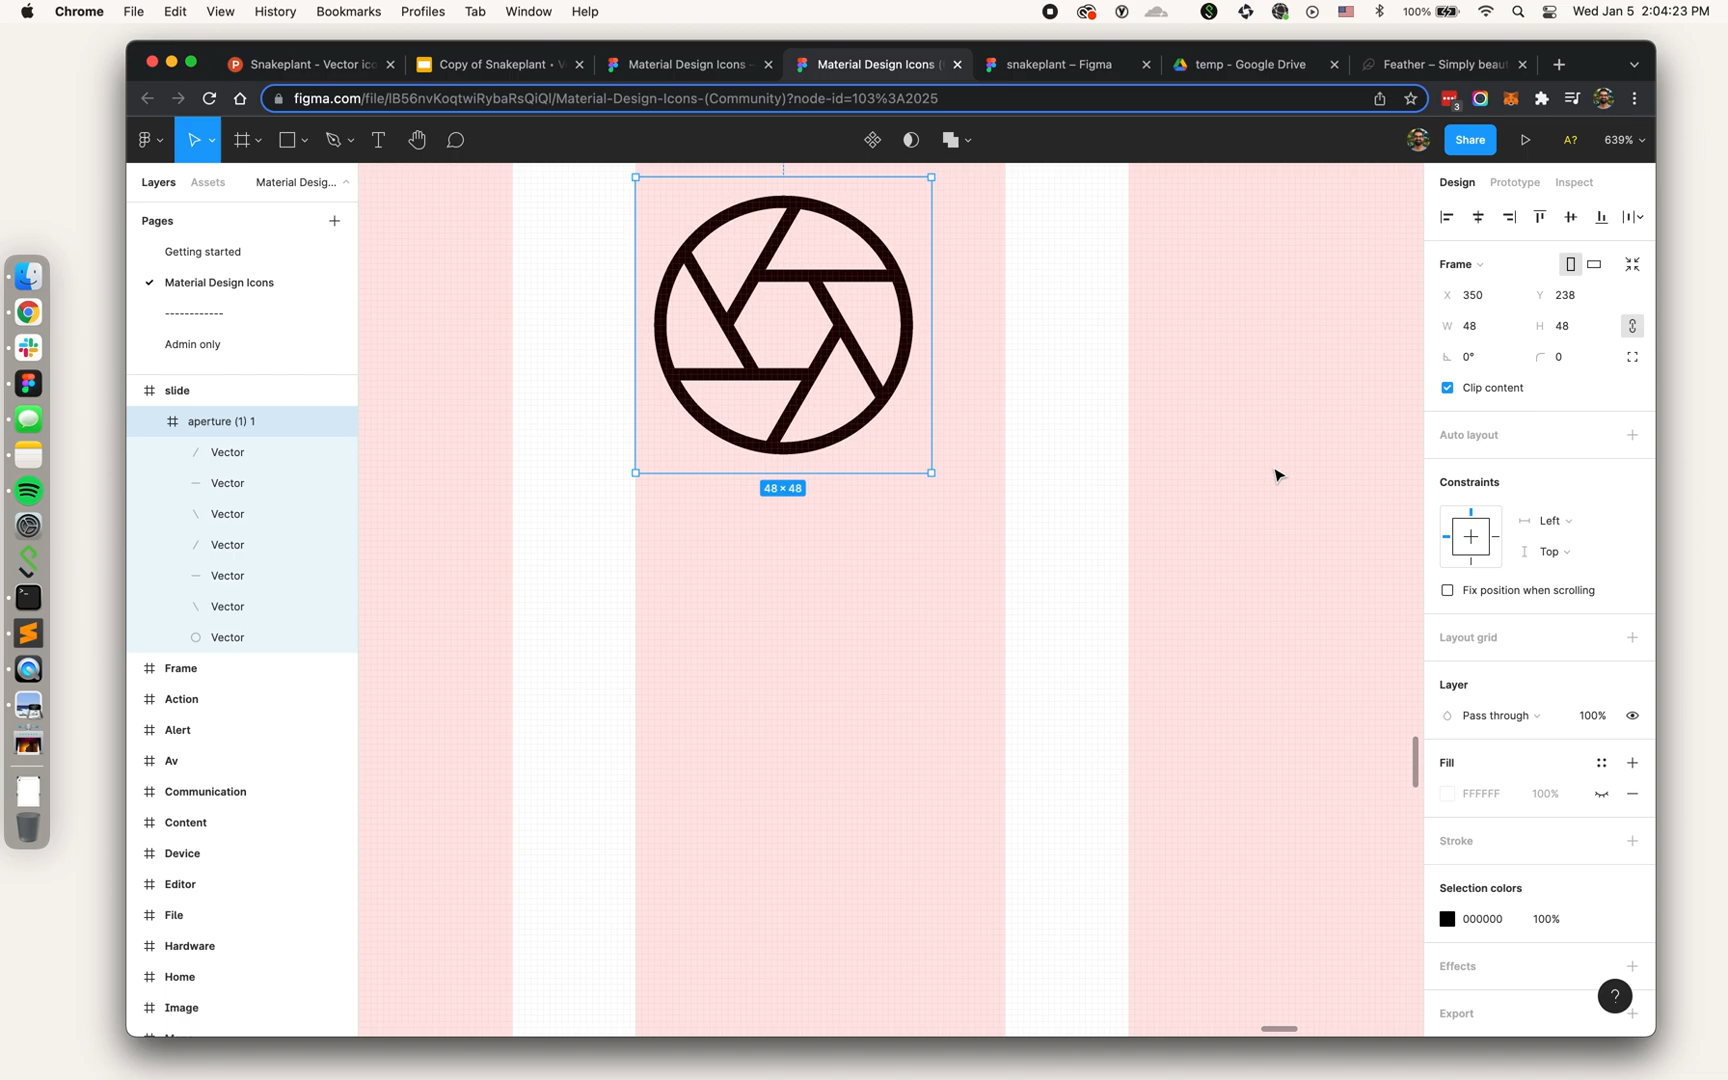 Chrome File Edit View History Bookmarks Profiles Tab Window Help 100% Wed Jan 5 2:04:23 PM
Snakeplant - Vector ic
Copy of Snakeplant •
Material Design Icons -
Material Design Icons (
snakeplant – Figma
temp - Google Drive
Feather – Simply beau
figma.com/file/IB56nvKoqtwiRybaRsQiQl/Material-Design-Icons-(Community)?node-id=103%3A2025
3
T
Share
A?
639%
Layers Assets Material Desig...
Pages
Getting started
Material Design Icons
------------
Admin only
slide
aperture (1) 1
Vector
Vector
Vector
Vector
Vector
Vector
Vector
Frame
Action
Alert
Av
Communication
Content
Device
Editor
File
Hardware
Home
Image
48 × 48
Design Prototype Inspect
Frame
X 350 Y 238
W 48 H 48
0° 0
Clip content
Auto layout
Constraints
Left
Top
Fix position when scrolling
Layout grid
Layer
Pass through 100%
Fill
FFFFFF 100%
Stroke
Selection colors
000000 100%
Effects
?
Export